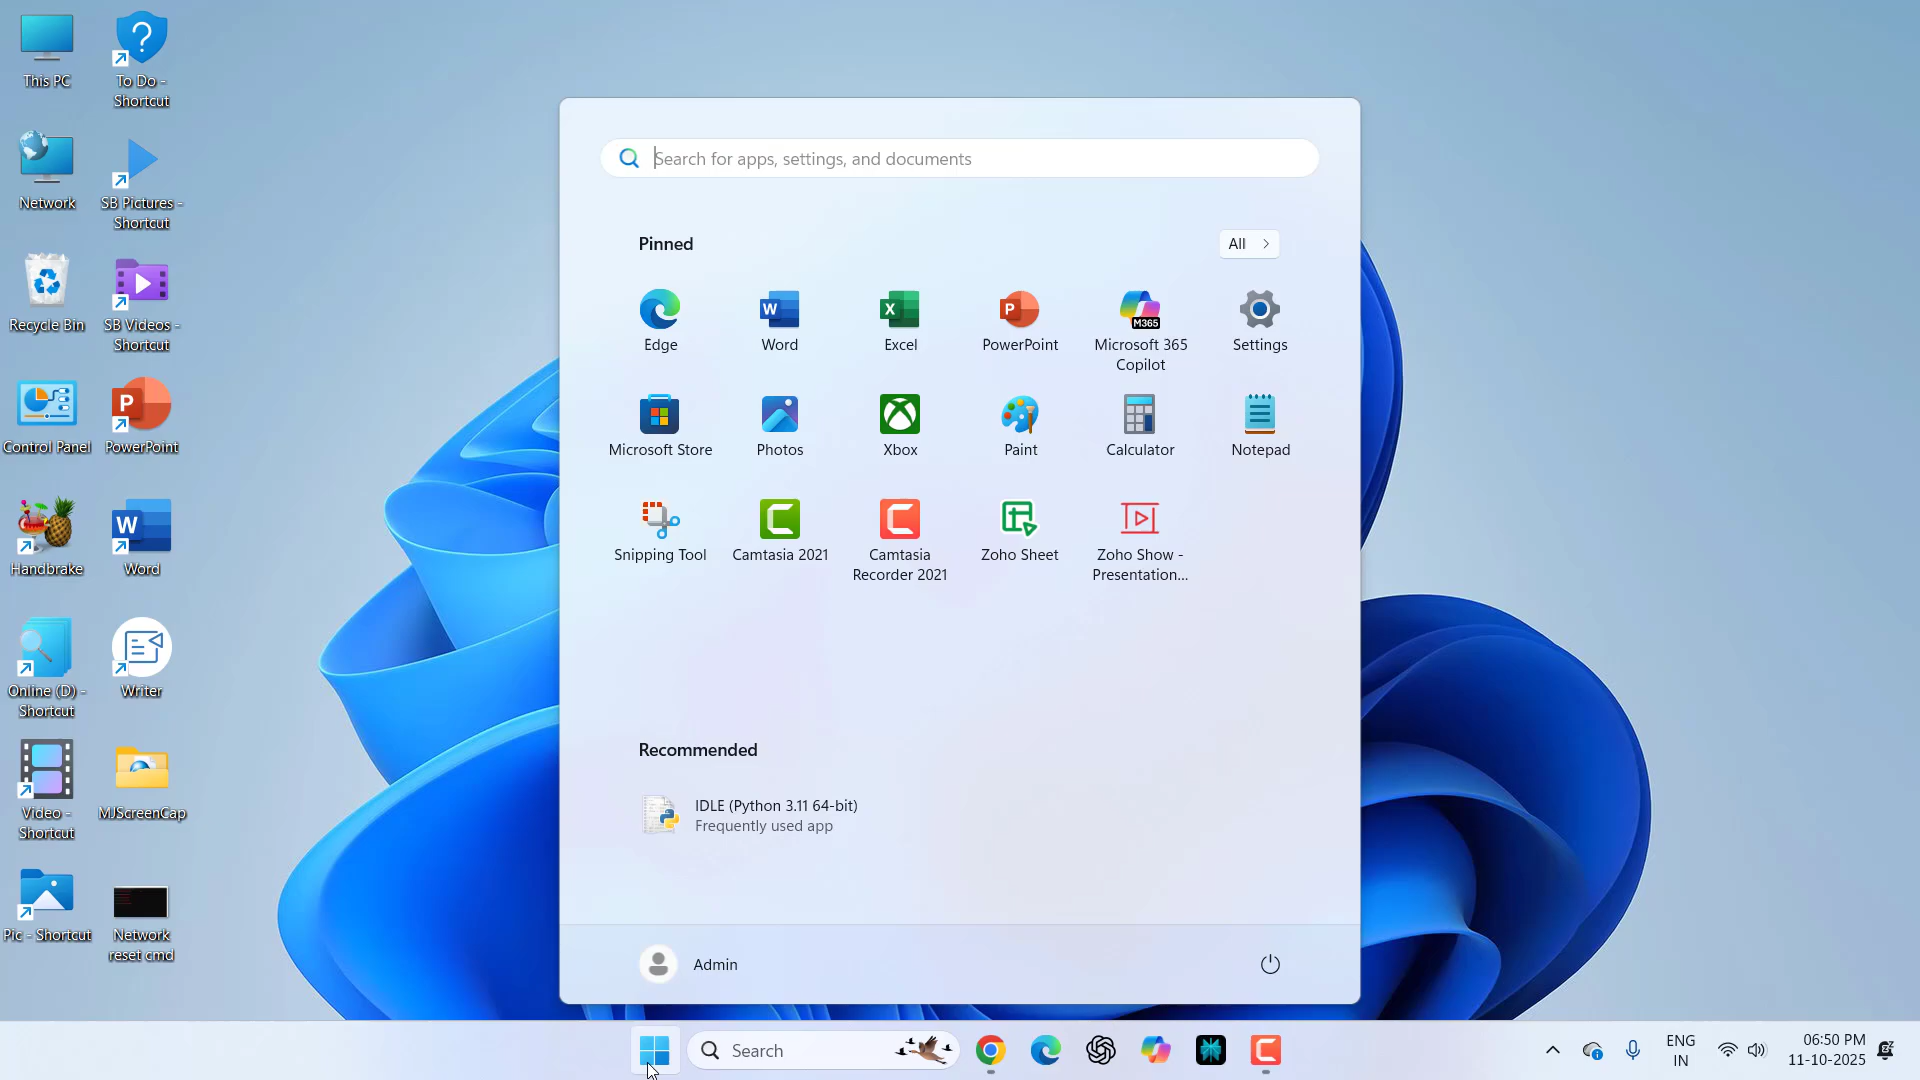 This PC
To Do -
Shortcut
Network
SB Pictures -
Shortcut
Recycle Bin
SB Videos -
Shortcut
Control Panel
PowerPoint
Handbrake
Word
Online (D) -
Shortcut
Writer
Video -
Shortcut
MJScreenCap
Pic - Shortcut
Network
reset cmd
Search for apps, settings, and documents
Pinned
All
Edge
Word
Excel
PowerPoint
M365
Microsoft 365
Copilot
Settings
Microsoft Store
Photos
Xbox
Paint
Calculator
Notepad
Snipping Tool
Camtasia 2021
Camtasia
Recorder 2021
Zoho Sheet
Zoho Show -
Presentation...
Recommended
IDLE (Python 3.11 64-bit)
Frequently used app
Admin
Search
ENG
IN
06:50 PM
11-10-2025